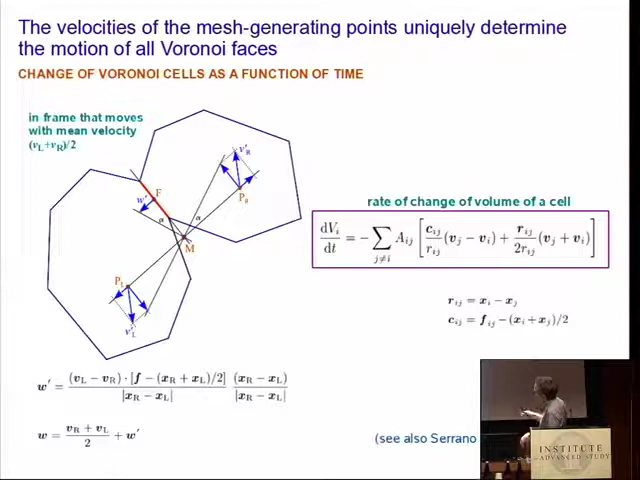 The velocities of the mesh-generating points uniquely determine
the motion of all Voronoi faces
CHANGE OF VORONOI CELLS AS A FUNCTION OF TIME
in frame that moves
with mean velocity
(v_L+v_R)/2
v'_R
w'
F
P_R
α
α
M
P_L
v'_L
rate of change of volume of a cell
dV_i/dt = − ∑_{j≠i} A_ij [ c_ij/r_ij (v_j − v_i) + r_ij/2r_ij (v_j + v_i) ]
r_ij = x_i − x_j
c_ij = f_ij − (x_i + x_j)/2
w' = (v_L − v_R) · [f − (x_R + x_L)/2] / |x_R − x_L| (x_R − x_L) / |x_R − x_L|
w = v_R + v_L / 2 + w'
(see also Serrano
INSTITUTE
ADVANCED STUDY